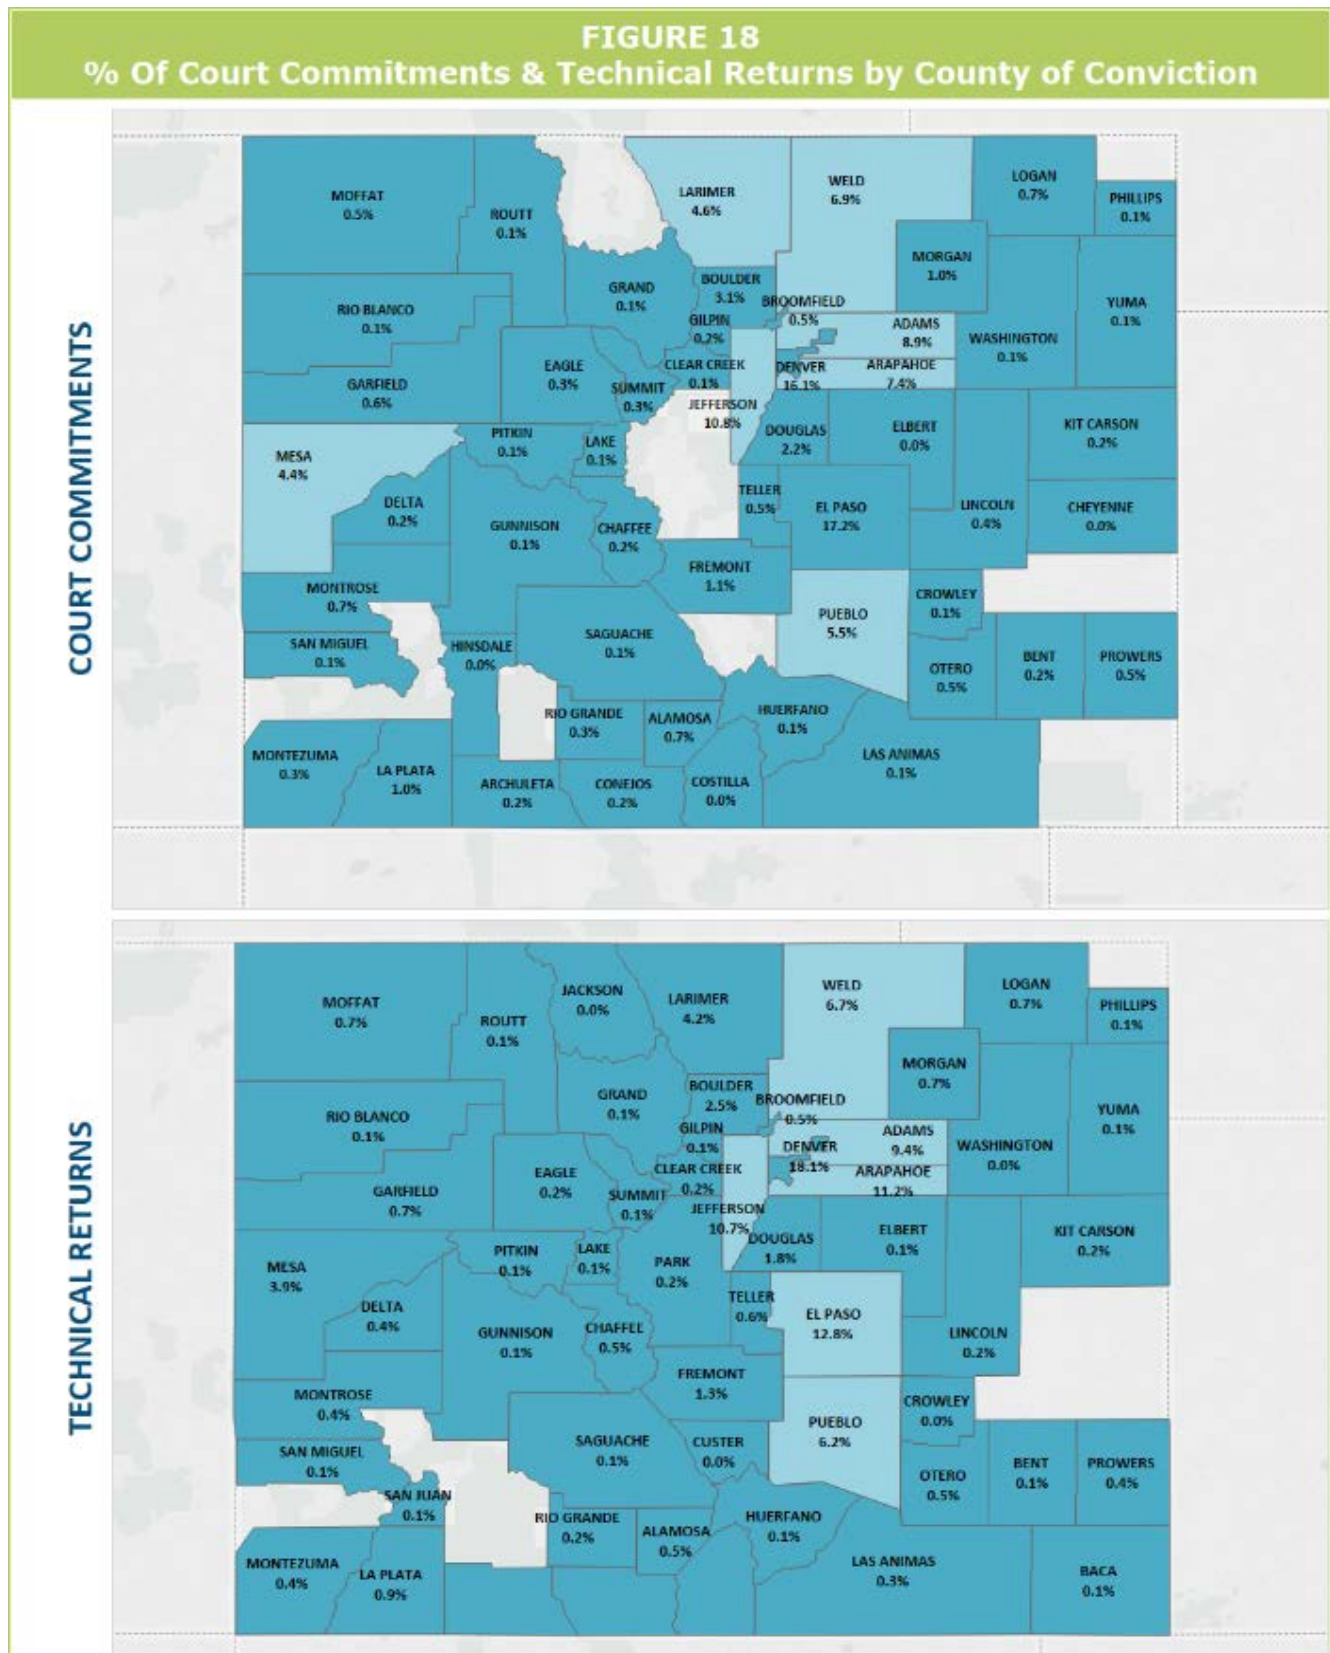 FIGURE 18
% Of Court Commitments & Technical Returns by County of Conviction
COURT COMMITMENTS
MOFFAT
0.5%
ROUTT
0.1%
LARIMER
4.6%
WELD
6.9%
LOGAN
0.7%
PHILLIPS
0.1%
MORGAN
1.0%
GRAND
0.1%
BOULDER
3.1%
BROOMFIELD
0.5%
RIO BLANCO
0.1%
GILPIN
0.2%
ADAMS
8.9%
WASHINGTON
0.1%
YUMA
0.1%
GARFIELD
0.6%
EAGLE
0.3%
SUMMIT
0.3%
CLEAR CREEK
0.1%
DENVER
16.1%
ARAPAHOE
7.4%
JEFFERSON
10.8%
MESA
4.4%
PITKIN
0.1%
LAKE
0.1%
DOUGLAS
2.2%
ELBERT
0.0%
KIT CARSON
0.2%
DELTA
0.2%
GUNNISON
0.1%
CHAFFEE
0.2%
TELLER
0.5%
EL PASO
17.2%
LINCOLN
0.4%
CHEYENNE
0.0%
MONTROSE
0.7%
FREMONT
1.1%
PUEBLO
5.5%
CROWLEY
0.1%
SAN MIGUEL
0.1%
HINSDALE
0.0%
SAGUACHE
0.1%
OTERO
0.5%
BENT
0.2%
PROWERS
0.5%
RIO GRANDE
0.3%
ALAMOSA
0.7%
HUERFANO
0.1%
MONTEZUMA
0.3%
LA PLATA
1.0%
ARCHULETA
0.2%
CONEJOS
0.2%
COSTILLA
0.0%
LAS ANIMAS
0.1%
TECHNICAL RETURNS
MOFFAT
0.7%
ROUTT
0.1%
JACKSON
0.0%
LARIMER
4.2%
WELD
6.7%
LOGAN
0.7%
PHILLIPS
0.1%
MORGAN
0.7%
RIO BLANCO
0.1%
GRAND
0.1%
BOULDER
2.5%
BROOMFIELD
0.5%
YUMA
0.1%
GILPIN
0.1%
DENVER
18.1%
ADAMS
9.4%
WASHINGTON
0.0%
GARFIELD
0.7%
EAGLE
0.2%
SUMMIT
0.1%
CLEAR CREEK
0.2%
ARAPAHOE
11.2%
JEFFERSON
10.7%
MESA
3.9%
PITKIN
0.1%
LAKE
0.1%
PARK
0.2%
DOUGLAS
1.8%
ELBERT
0.1%
KIT CARSON
0.2%
DELTA
0.4%
GUNNISON
0.1%
CHAFFEE
0.5%
TELLER
0.6%
EL PASO
12.8%
LINCOLN
0.2%
MONTROSE
0.4%
FREMONT
1.3%
PUEBLO
6.2%
CROWLEY
0.0%
SAN MIGUEL
0.1%
SAGUACHE
0.1%
CUSTER
0.0%
OTERO
0.5%
BENT
0.1%
PROWERS
0.4%
SAN JUAN
0.1%
RIO GRANDE
0.2%
ALAMOSA
0.5%
HUERFANO
0.1%
MONTEZUMA
0.4%
LA PLATA
0.9%
LAS ANIMAS
0.3%
BACA
0.1%